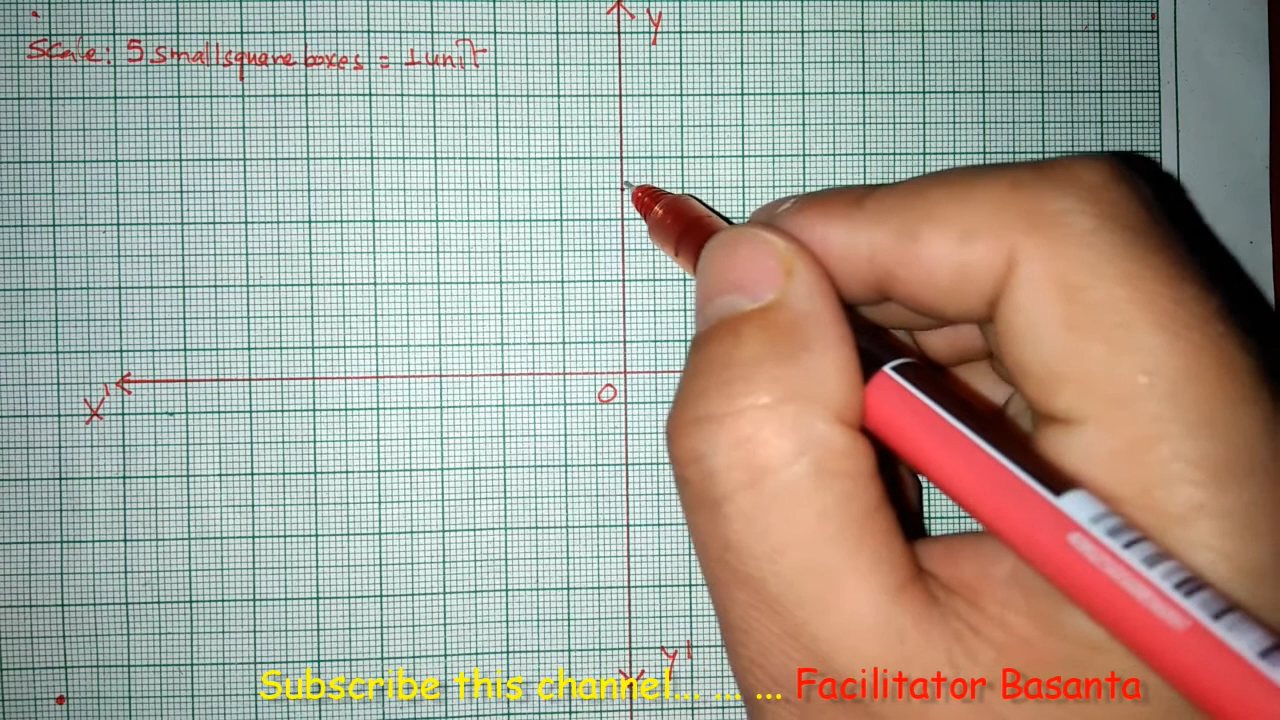 Scale: 5 small square boxes = 1 unit
Y
X'
O
Y'
Subscribe this channel... ... ... Facilitator Basanta